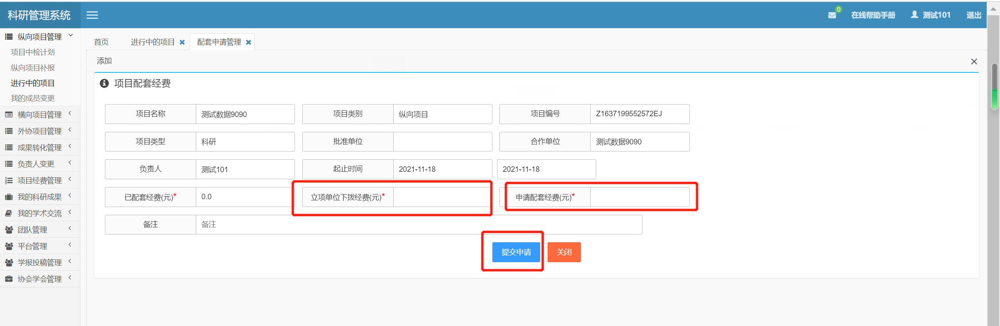 科研管理系统
0
在线帮助手册
测试101
退出
纵向项目管理
项目中检计划
纵向项目补报
进行中的项目
我的成员变更
横向项目管理
外协项目管理
成果转化管理
负责人变更
项目经费管理
我的科研成果
我的学术交流
团队管理
平台管理
学报投稿管理
协会学会管理
首页
进行中的项目
配套申请管理
添加
项目配套经费
项目名称 测试数据9090 项目类别 纵向项目 项目编号 Z1637199552572EJ
项目类型 科研 批准单位 合作单位 测试数据9090
负责人 测试101 起止时间 2021-11-18 2021-11-18
已配套经费(元)* 0.0 立项单位下拨经费(元)* 申请配套经费(元)*
备注 备注
提交申请 关闭